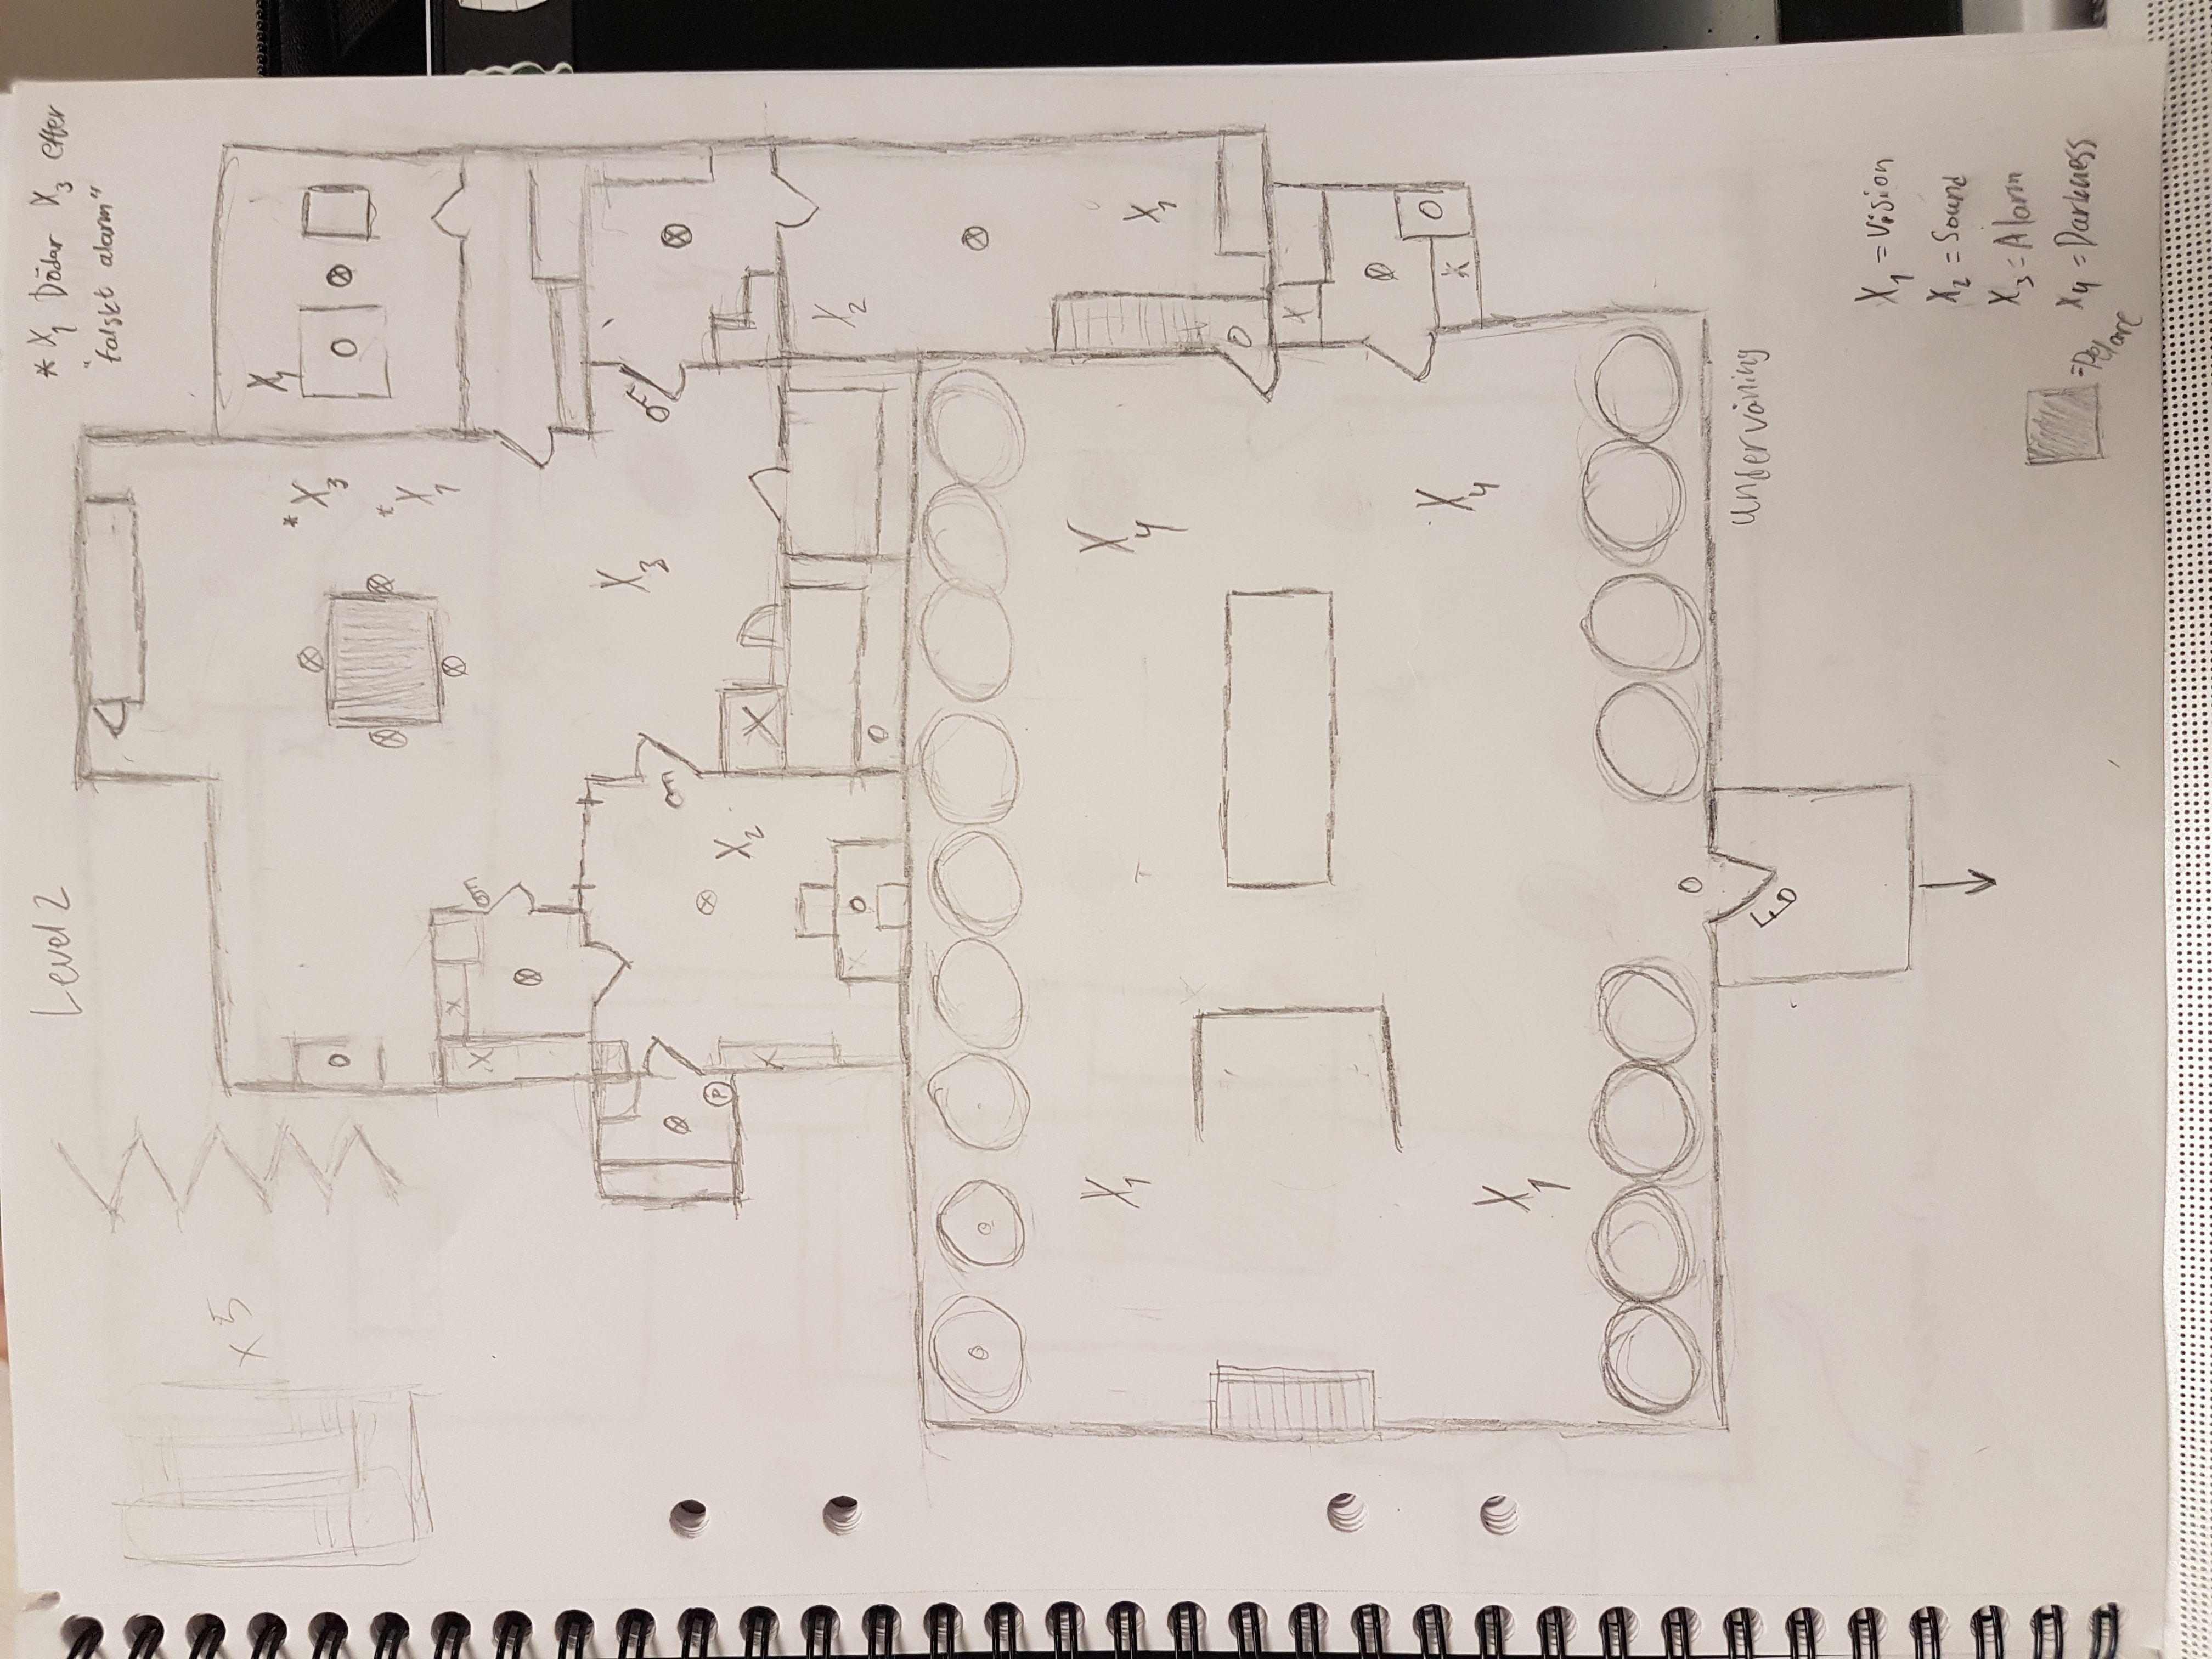 Level 2
* X1 Dödar X3 efter
"falskt alarm"
x5
X1
* X3
* X1
X
X
X3
P
X2
X
X
X2
X1
X1
X4
X
X4
X
X1
undervåning
X1 = Vision
X2 = Sound
X3 = Alarm
X4 = Darkness
= Pelare